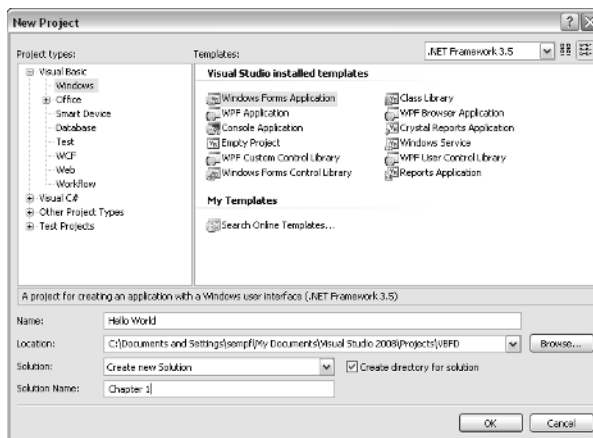 New Project
Project types:
Templates:
.NET Framework 3.5
Visual Basic
Windows
Office
Smart Device
Database
Test
WCF
Web
Workflow
Visual C#
Other Project Types
Test Projects
Visual Studio installed templates
Windows Forms Application
Class Library
WPF Application
WPF Browser Application
Console Application
Crystal Reports Application
Empty Project
Windows Service
WPF Custom Control Library
WPF User Control Library
Windows Forms Control Library
Reports Application
My Templates
Search Online Templates...
A project for creating an application with a Windows user interface (.NET Framework 3.5)
Name: Hello World
Location: C:\Documents and Settings\sempf\My Documents\Visual Studio 2008\Projects\VBFD Browse...
Solution: Create new Solution Create directory for solution
Solution Name: Chapter 1
OK Cancel